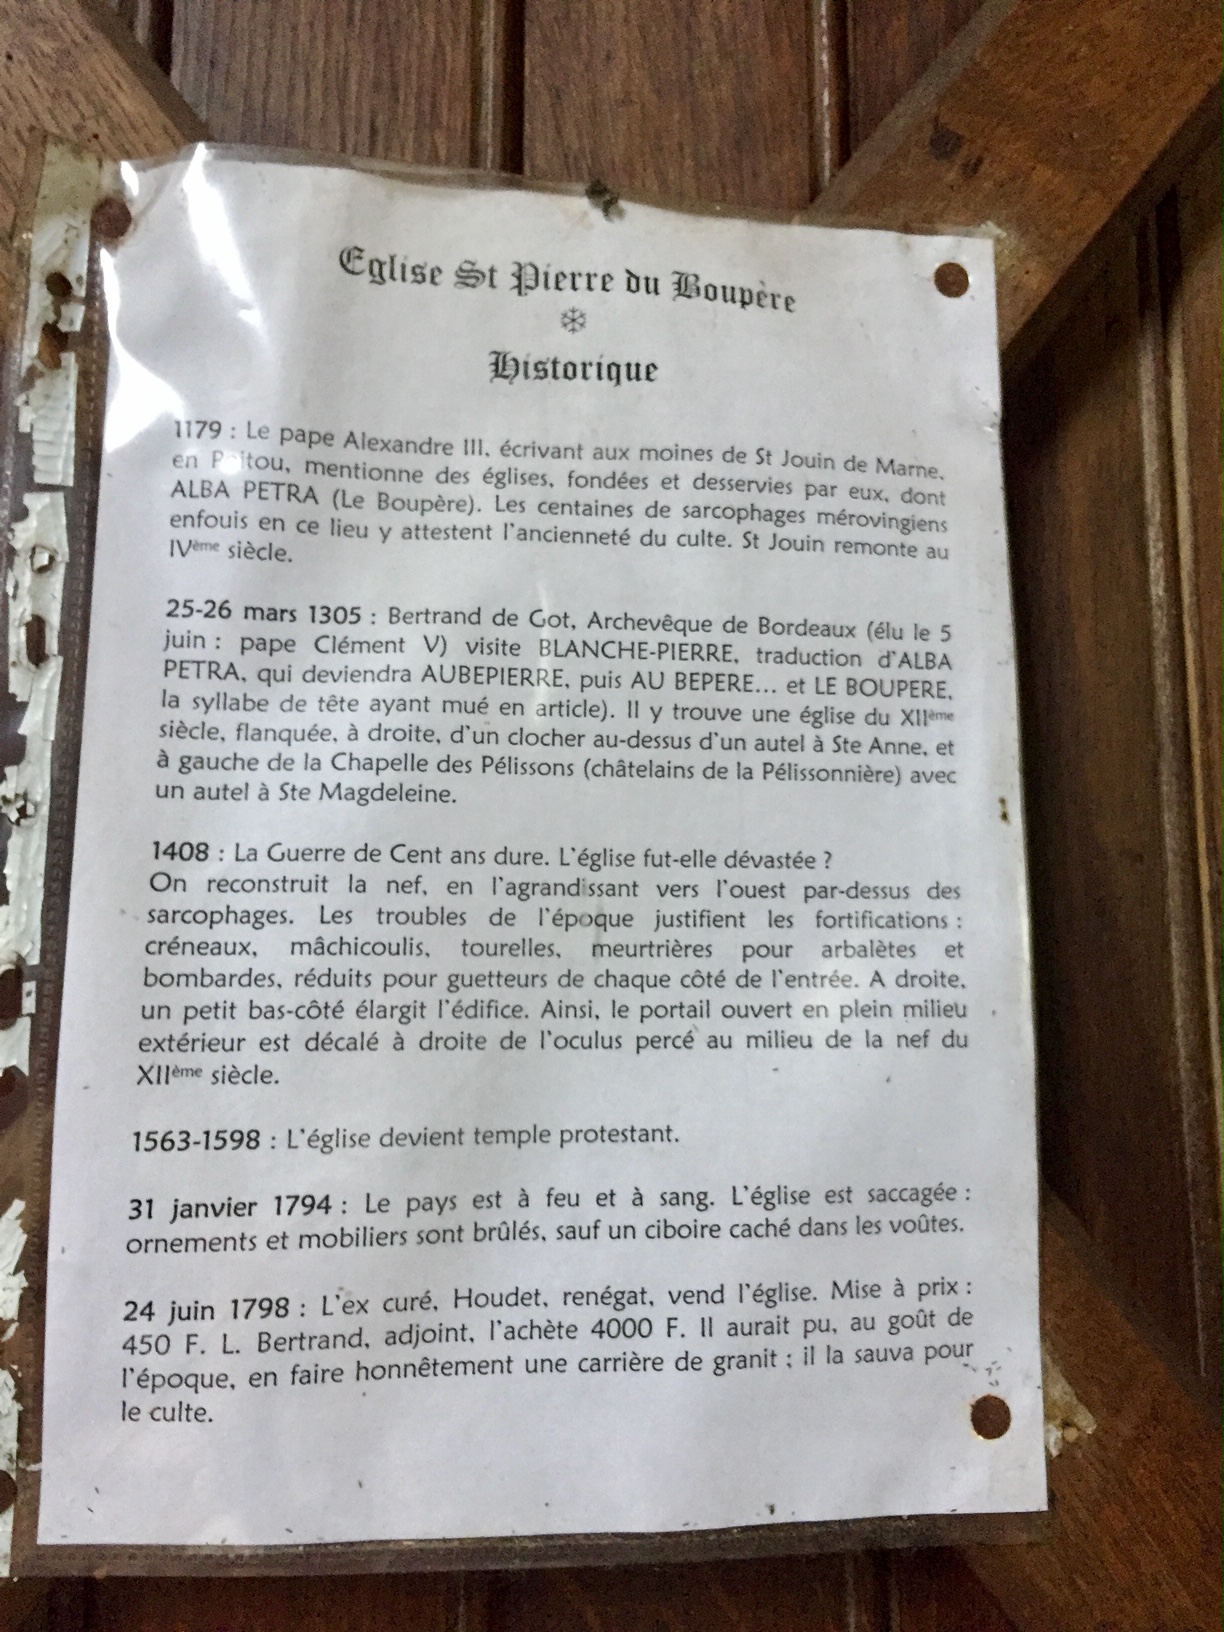 Eglise St Pierre du Boupère
Historique
1179 : Le pape Alexandre III, écrivant aux moines de St Jouin de Marne,
en Poitou, mentionne des églises, fondées et desservies par eux, dont
ALBA PETRA (Le Boupère). Les centaines de sarcophages mérovingiens
enfouis en ce lieu y attestent l'ancienneté du culte. St Jouin remonte au
IVème siècle.
25-26 mars 1305 : Bertrand de Got, Archevêque de Bordeaux (élu le 5
juin : pape Clément V) visite BLANCHE-PIERRE, traduction d'ALBA
PETRA, qui deviendra AUBEPIERRE, puis AU BEPERE... et LE BOUPERE,
la syllabe de tête ayant mué en article). Il y trouve une église du XIIème
siècle, flanquée, à droite, d'un clocher au-dessus d'un autel à Ste Anne, et
à gauche de la Chapelle des Pélissons (châtelains de la Pélissonnière) avec
un autel à Ste Magdeleine.
1408 : La Guerre de Cent ans dure. L'église fut-elle dévastée ?
On reconstruit la nef, en l'agrandissant vers l'ouest par-dessus des
sarcophages. Les troubles de l'époque justifient les fortifications :
créneaux, mâchicoulis, tourelles, meurtrières pour arbalètes et
bombardes, réduits pour guetteurs de chaque côté de l'entrée. A droite,
un petit bas-côté élargit l'édifice. Ainsi, le portail ouvert en plein milieu
extérieur est décalé à droite de l'oculus percé au milieu de la nef du
XIIème siècle.
1563-1598 : L'église devient temple protestant.
31 janvier 1794 : Le pays est à feu et à sang. L'église est saccagée :
ornements et mobiliers sont brûlés, sauf un ciboire caché dans les voûtes.
24 juin 1798 : L'ex curé, Houdet, renégat, vend l'église. Mise à prix :
450 F. L. Bertrand, adjoint, l'achète 4000 F. Il aurait pu, au goût de
l'époque, en faire honnêtement une carrière de granit ; il la sauva pour
le culte.